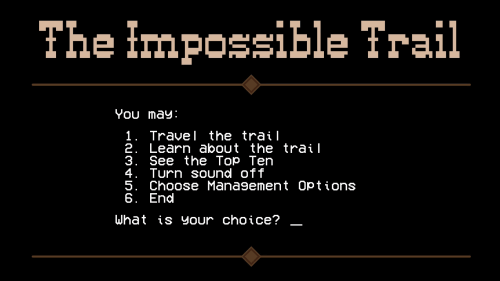 The Impossible Trail
You may:
1. Travel the trail
2. Learn about the trail
3. See the Top Ten
4. Turn sound off
5. Choose Management Options
6. End
What is your choice? _